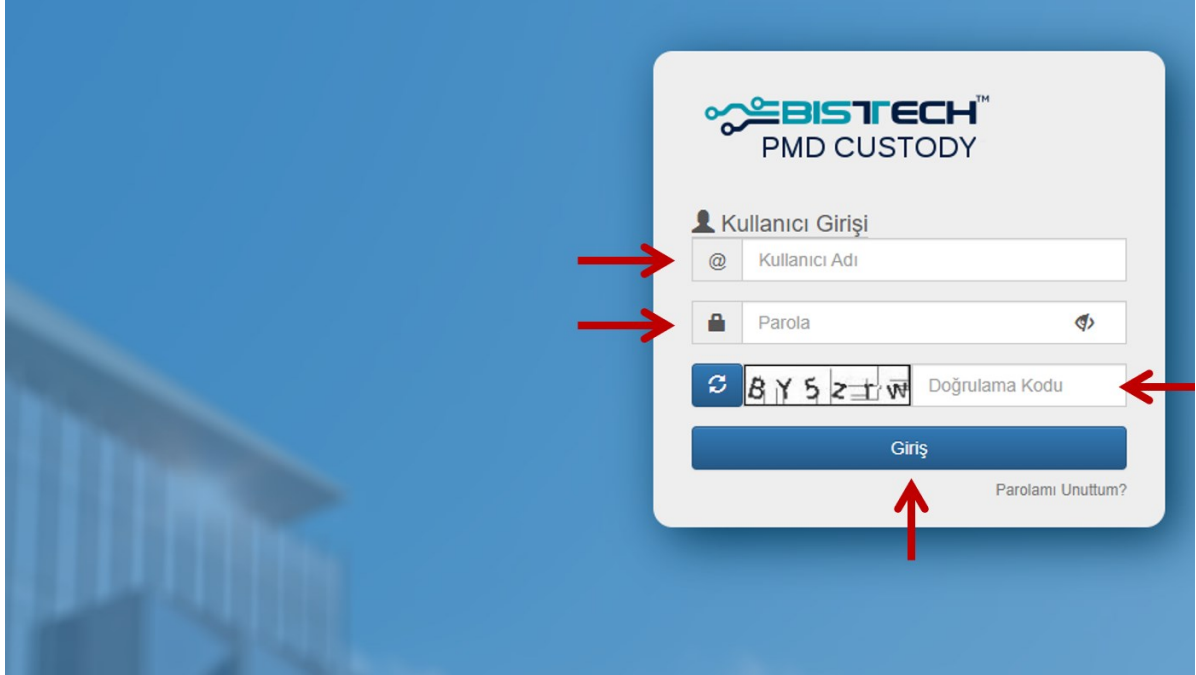 BISTECH™
PMD CUSTODY
Kullanıcı Girişi
@ Kullanıcı Adı
Parola
Doğrulama Kodu
Giriş
Parolamı Unuttum?